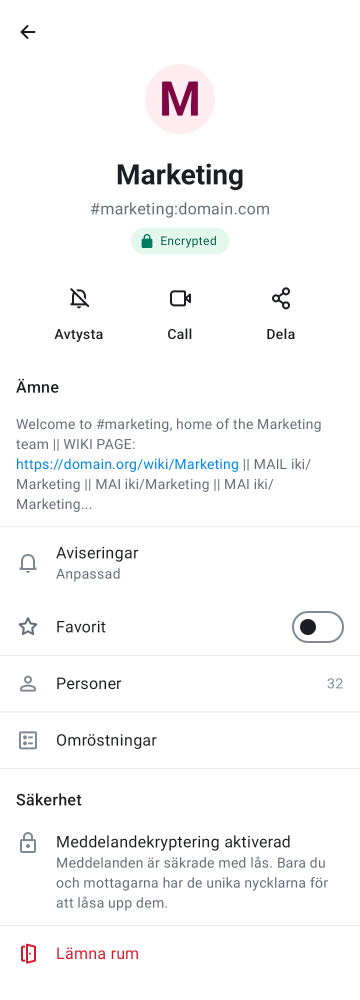 M
Marketing
#marketing:domain.com
Encrypted
Avtysta
Call
Dela
Ämne
Welcome to #marketing, home of the Marketing
team || WIKI PAGE:
https://domain.org/wiki/Marketing || MAIL iki/
Marketing || MAI iki/Marketing || MAI iki/
Marketing...
Aviseringar
Anpassad
Favorit
Personer 32
Omröstningar
Säkerhet
Meddelandekryptering aktiverad
Meddelanden är säkrade med lås. Bara du
och mottagarna har de unika nycklarna för
att låsa upp dem.
Lämna rum